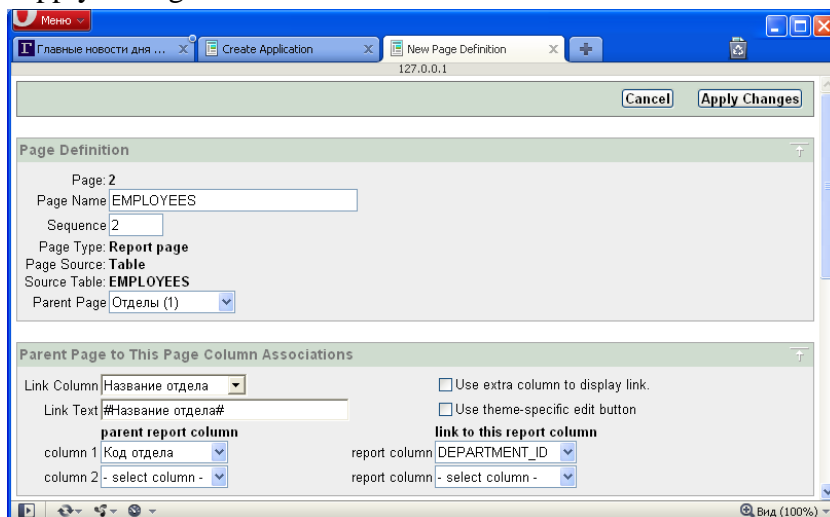 Меню
Главные новости дня ...
Create Application
New Page Definition
127.0.0.1
Cancel
Apply Changes
Page Definition
Page: 2
Page Name EMPLOYEES
Sequence 2
Page Type: Report page
Page Source: Table
Source Table: EMPLOYEES
Parent Page Отделы (1)
Parent Page to This Page Column Associations
Link Column Название отдела
Use extra column to display link.
Link Text #Название отдела#
Use theme-specific edit button
parent report column
link to this report column
column 1 Код отдела
report column DEPARTMENT_ID
column 2 - select column -
report column - select column -
Вид (100%)